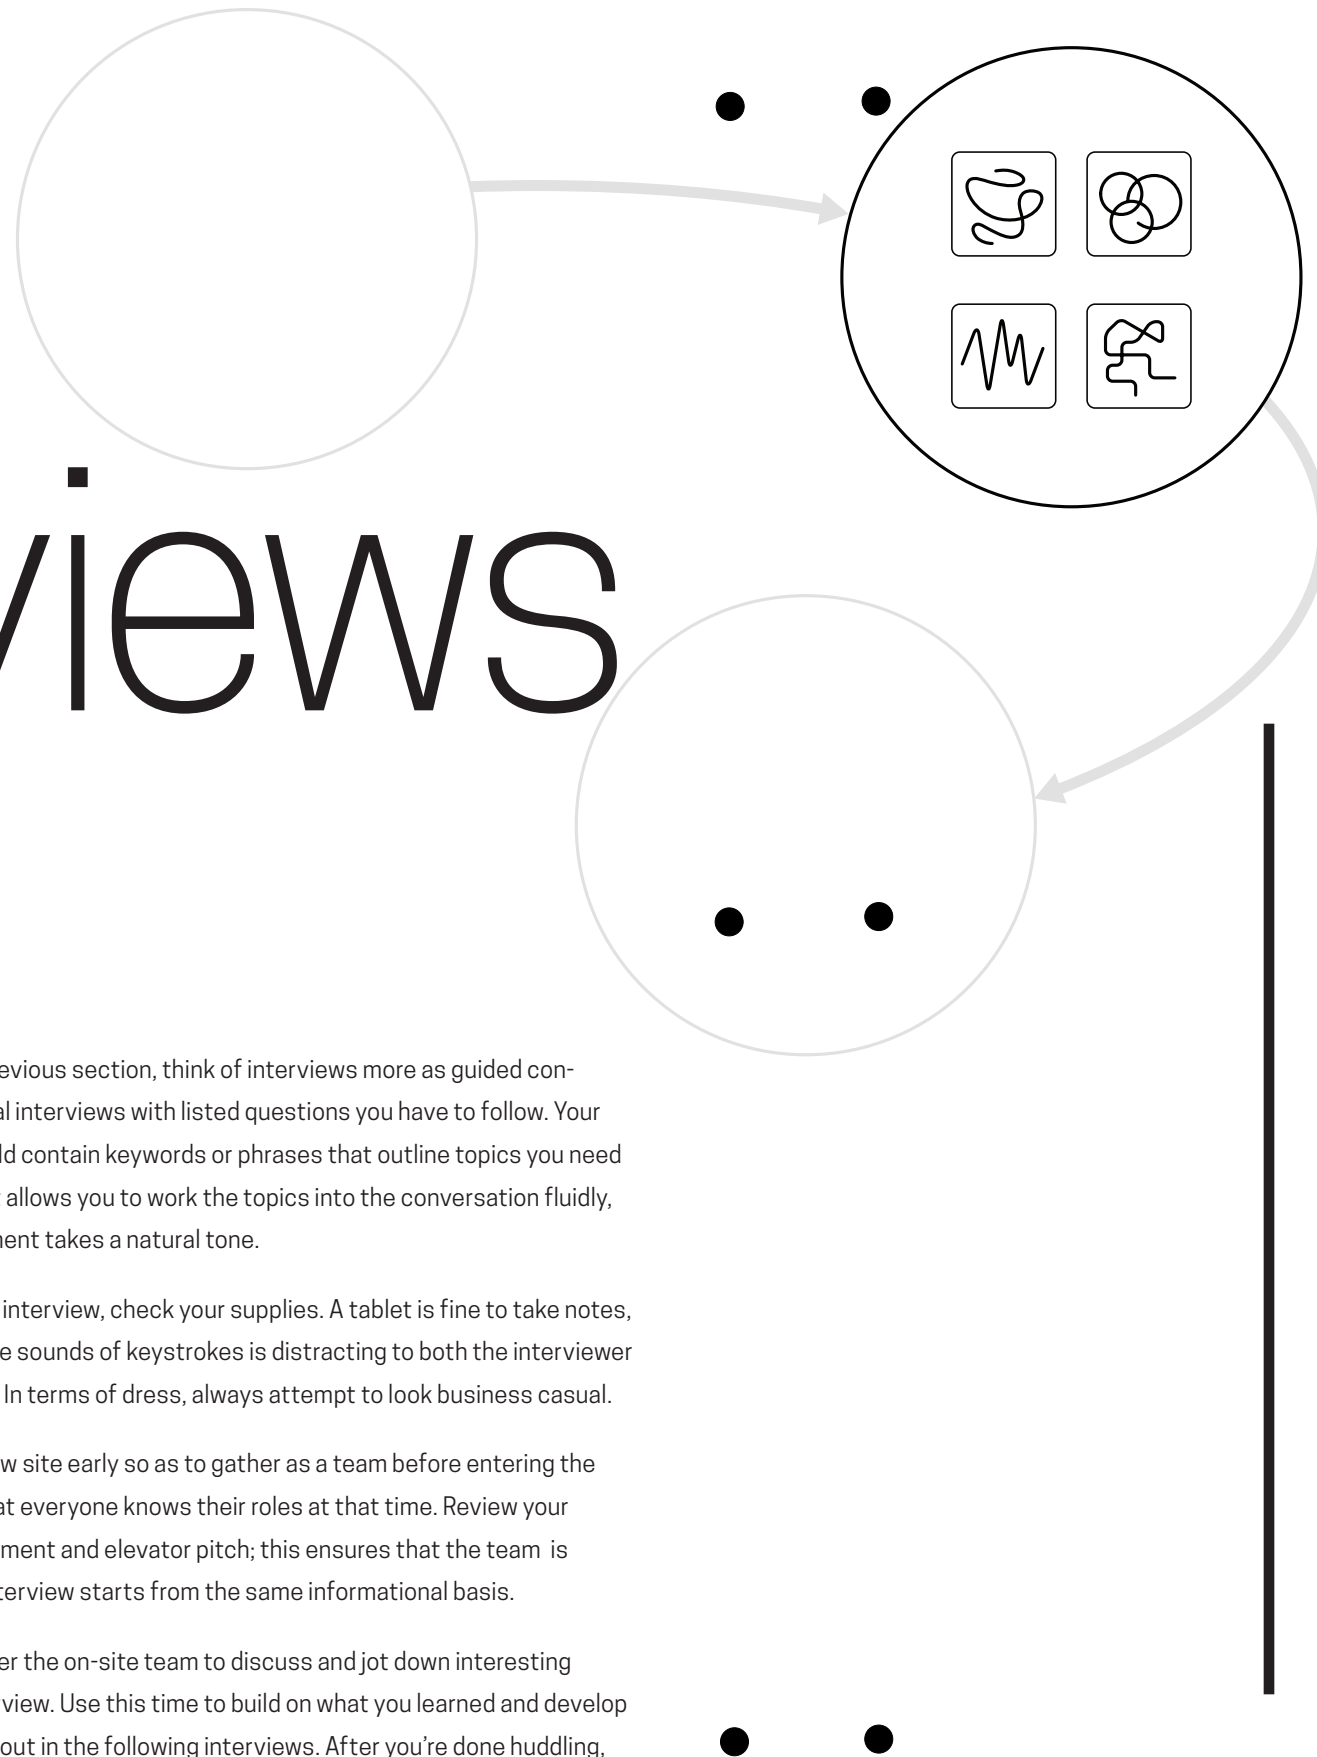 views
evious section, think of interviews more as guided con-
al interviews with listed questions you have to follow. Your
ld contain keywords or phrases that outline topics you need
t allows you to work the topics into the conversation fluidly,
ent takes a natural tone.
interview, check your supplies. A tablet is fine to take notes,
e sounds of keystrokes is distracting to both the interviewer
In terms of dress, always attempt to look business casual.
w site early so as to gather as a team before entering the
at everyone knows their roles at that time. Review your
ment and elevator pitch; this ensures that the team is
terview starts from the same informational basis.
er the on-site team to discuss and jot down interesting
view. Use this time to build on what you learned and develop
out in the following interviews. After you’re done huddling,